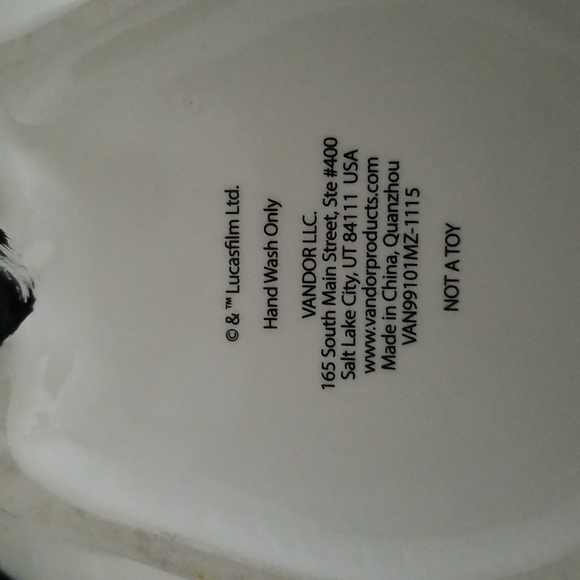 © & ™ Lucasfilm Ltd.
Hand Wash Only
VANDOR LLC.
165 South Main Street, Ste #400
Salt Lake City, UT 84111 USA
www.vandorproducts.com
Made in China, Quanzhou
VAN99101MZ-1115
NOT A TOY